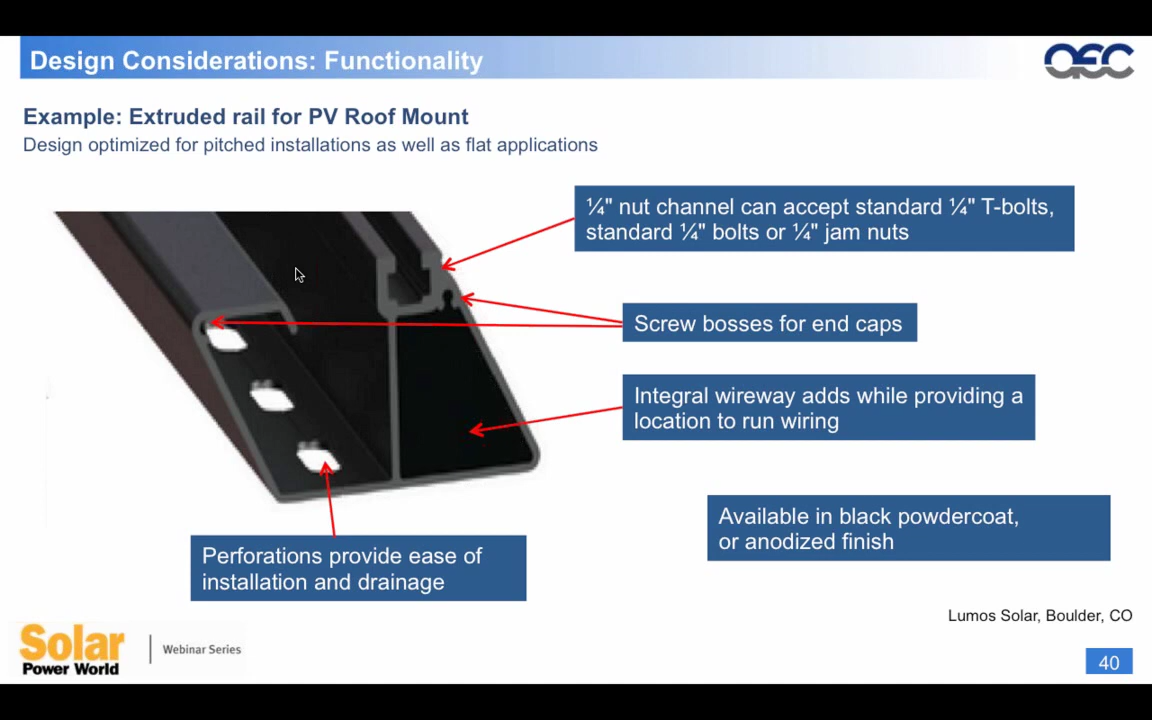 Design Considerations: Functionality
AEC
Example: Extruded rail for PV Roof Mount
Design optimized for pitched installations as well as flat applications
¼" nut channel can accept standard ¼" T-bolts,
standard ¼" bolts or ¼" jam nuts
Screw bosses for end caps
Integral wireway adds while providing a
location to run wiring
Available in black powdercoat,
or anodized finish
Perforations provide ease of
installation and drainage
Lumos Solar, Boulder, CO
Solar
Power World
Webinar Series
40